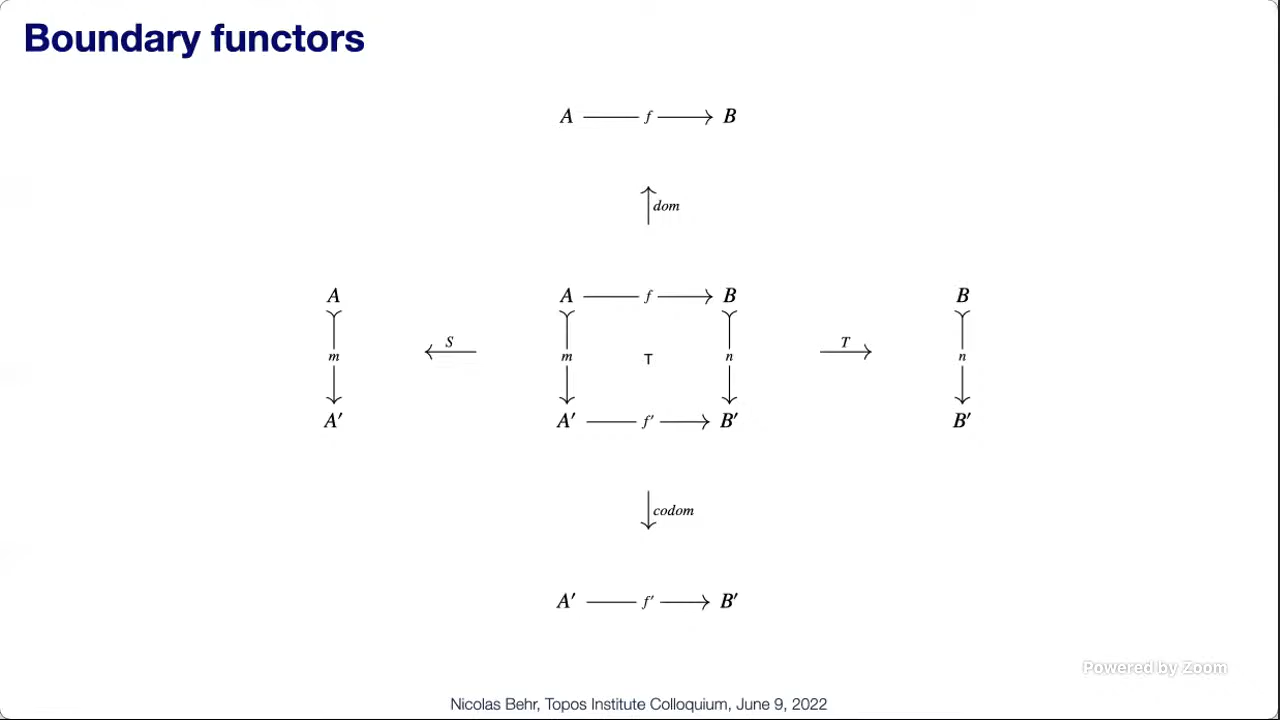 Boundary functors
A f B
dom
A A f B B
S T
m m T n n
A′ A′ f′ B′ B′
codom
A′ f′ B′
Powered by Zoom
Nicolas Behr, Topos Institute Colloquium, June 9, 2022